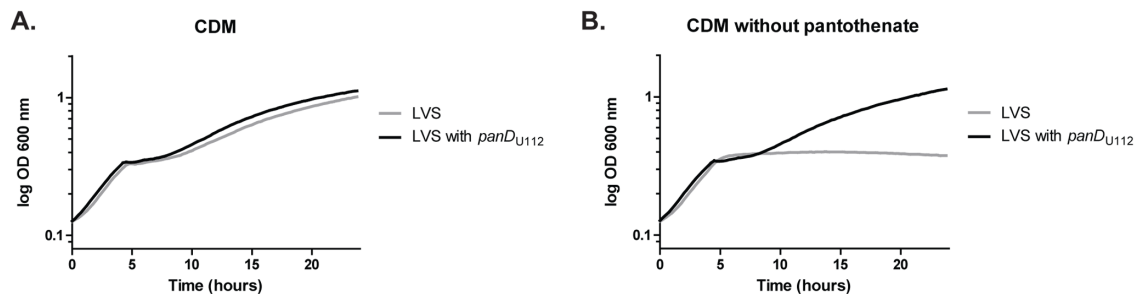 A.
CDM
log OD 600 nm
1
0.1
0
5
10
15
20
Time (hours)
LVS
LVS with panDU112
B.
CDM without pantothenate
log OD 600 nm
1
0.1
0
5
10
15
20
Time (hours)
LVS
LVS with panDU112